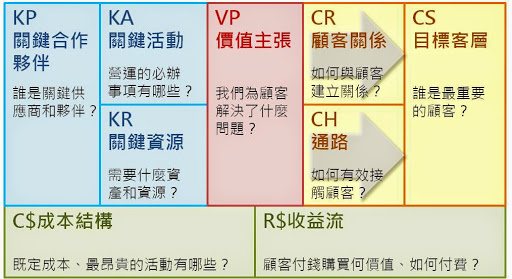 KP
關鍵合作
夥伴
誰是關鍵供
應商和夥伴？
KA
關鍵活動
營運的必辦
事項有哪些？
KR
關鍵資源
需要什麼資
產和資源？
VP
價值主張
我們為顧客
解決了什麼
問題？
CR
顧客關係
如何與顧客
建立關係？
CH
通路
如何有效接
觸顧客？
CS
目標客層
誰是最重要
的顧客？
C$成本結構
既定成本、最昂貴的活動有哪些？
R$收益流
顧客付錢購買何價值、如何付費？